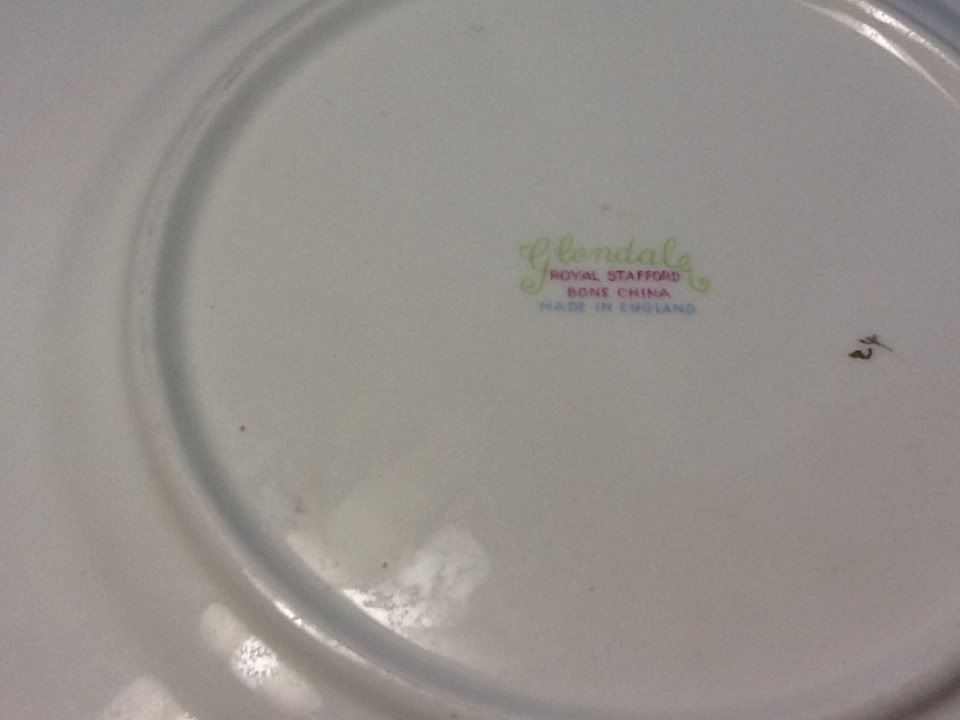 Glendale
ROYAL STAFFORD
BONE CHINA
MADE IN ENGLAND